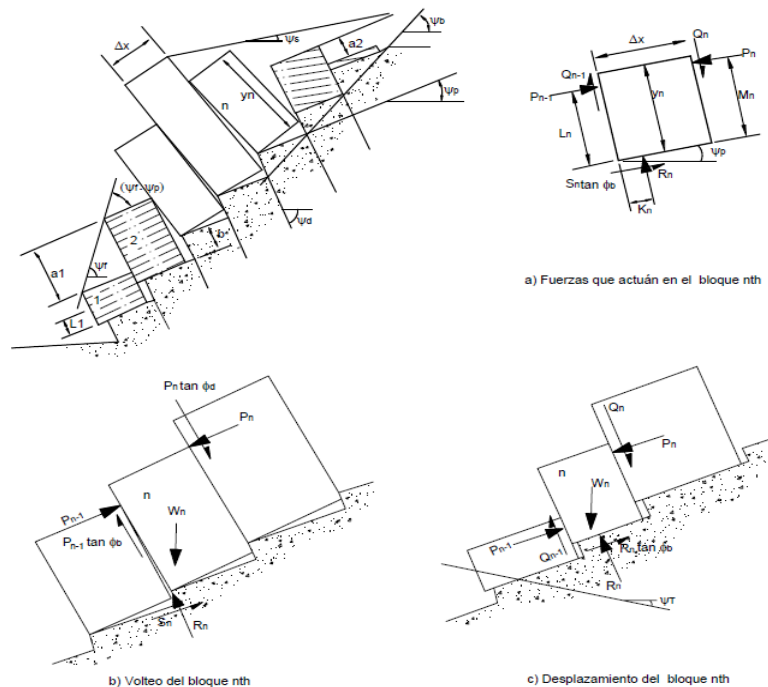 Δx
ψs
ψb
a2
n
yn
ψp
(ψf-ψp)
2
b
ψd
a1
ψf
1
L1
Δx
Qn
Pn
Qn-1
Pn-1
Ln
yn
Mn
ψp
Sntan ϕb
Rn
Kn
a) Fuerzas que actuán en el bloque nth
Pn tan ϕd
Pn
n
Wn
Pn-1
Pn-1 tan ϕb
Sn
Rn
b) Volteo del bloque nth
Qn
Pn
n
Wn
Pn-1
Qn-1
Rn tan ϕb
Rn
ψT
c) Desplazamiento del bloque nth